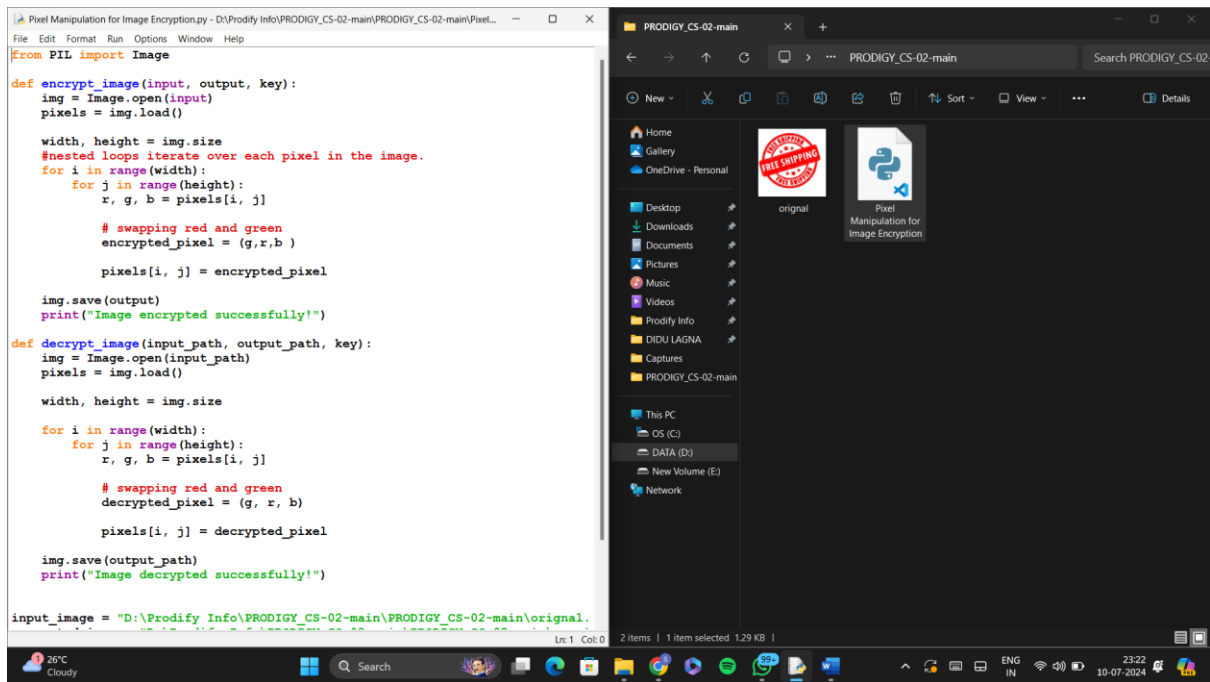 Pixel Manipulation for Image Encryption.py - D:\Prodify Info\PRODIGY_CS-02-main\PRODIGY_CS-02-main\Pixel...
File Edit Format Run Options Window Help
from PIL import Image
def encrypt_image(input, output, key):
    img = Image.open(input)
    pixels = img.load()
    width, height = img.size
    #nested loops iterate over each pixel in the image.
    for i in range(width):
        for j in range(height):
            r, g, b = pixels[i, j]
            # swapping red and green
            encrypted_pixel = (g,r,b )
            pixels[i, j] = encrypted_pixel
    img.save(output)
    print("Image encrypted successfully!")
def decrypt_image(input_path, output_path, key):
    img = Image.open(input_path)
    pixels = img.load()
    width, height = img.size
    for i in range(width):
        for j in range(height):
            r, g, b = pixels[i, j]
            # swapping red and green
            decrypted_pixel = (g, r, b)
            pixels[i, j] = decrypted_pixel
    img.save(output_path)
    print("Image decrypted successfully!")
input_image = "D:\Prodify Info\PRODIGY_CS-02-main\PRODIGY_CS-02-main\orignal.
Ln: 1 Col: 0
PRODIGY_CS-02-main
PRODIGY_CS-02-main
Search PRODIGY_CS-02-
New
Sort
View
Details
Home
Gallery
OneDrive - Personal
Desktop
Downloads
Documents
Pictures
Music
Videos
Prodify Info
DIDU LAGNA
Captures
PRODIGY_CS-02-main
This PC
OS (C:)
DATA (D:)
New Volume (E:)
Network
FREE SHIPPING
FREE SHIPPING
FREE SHIPPING
orignal
Pixel
Manipulation for
Image Encryption
2 items | 1 item selected 1.29 KB |
1
26°C
Cloudy
Search
99+
ENG
IN
23:22
10-07-2024